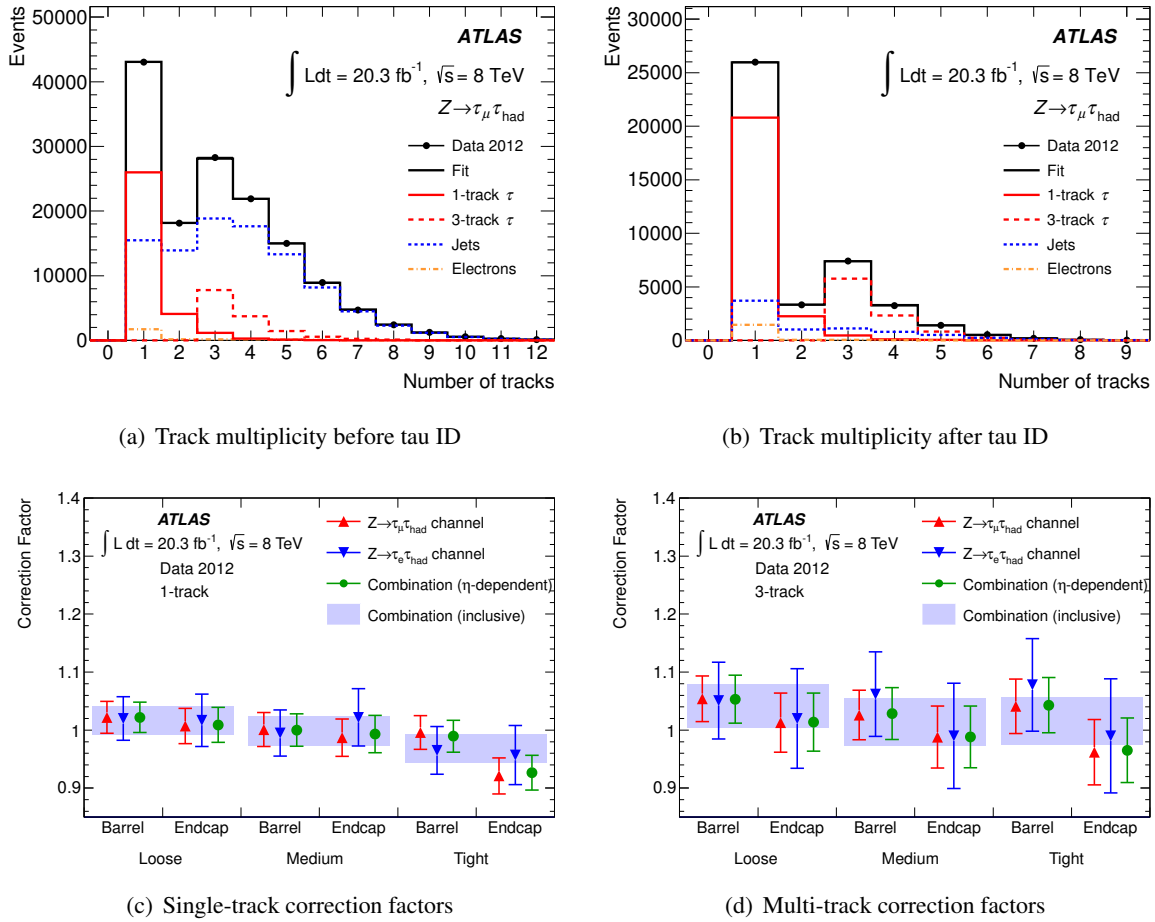 Events
50000
40000
30000
20000
10000
0
ATLAS
∫ Ldt = 20.3 fb⁻¹, √s = 8 TeV
Z→τ_μτ_had
Data 2012
Fit
1-track τ
3-track τ
Jets
Electrons
0 1 2 3 4 5 6 7 8 9 10 11 12
Number of tracks
(a) Track multiplicity before tau ID
Events
30000
25000
20000
15000
10000
5000
0
ATLAS
∫ Ldt = 20.3 fb⁻¹, √s = 8 TeV
Z→τ_μτ_had
Data 2012
Fit
1-track τ
3-track τ
Jets
Electrons
0 1 2 3 4 5 6 7 8 9
Number of tracks
(b) Track multiplicity after tau ID
Correction Factor
1.4
1.3
1.2
1.1
1
0.9
ATLAS
∫ L dt = 20.3 fb⁻¹, √s = 8 TeV
Data 2012
1-track
Z→τ_μτ_had channel
Z→τ_eτ_had channel
Combination (η-dependent)
Combination (inclusive)
Barrel Endcap Barrel Endcap Barrel Endcap
Loose Medium Tight
(c) Single-track correction factors
Correction Factor
1.4
1.3
1.2
1.1
1
0.9
ATLAS
∫ L dt = 20.3 fb⁻¹, √s = 8 TeV
Data 2012
3-track
Z→τ_μτ_had channel
Z→τ_eτ_had channel
Combination (η-dependent)
Combination (inclusive)
Barrel Endcap Barrel Endcap Barrel Endcap
Loose Medium Tight
(d) Multi-track correction factors